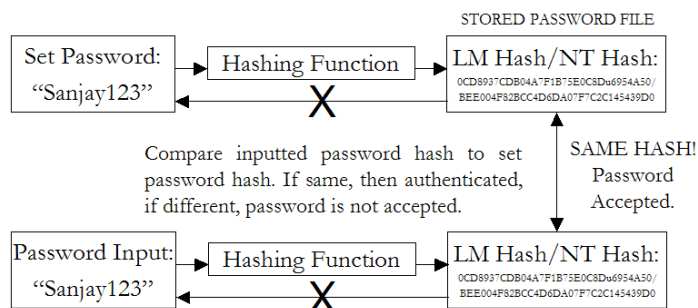 STORED PASSWORD FILE
Set Password:
“Sanjay123”
Hashing Function
LM Hash/NT Hash:
0CD8937CDB04A7F1B75E0C8Du6954A50/
BEE004F82BCC4D6DA07F7C2C145439D0
X
Compare inputted password hash to set
password hash. If same, then authenticated,
if different, password is not accepted.
SAME HASH!
Password
Accepted.
Password Input:
“Sanjay123”
Hashing Function
LM Hash/NT Hash:
0CD8937CDB04A7F1B75E0C8Du6954A50/
BEE004F82BCC4D6DA07F7C2C145439D0
X